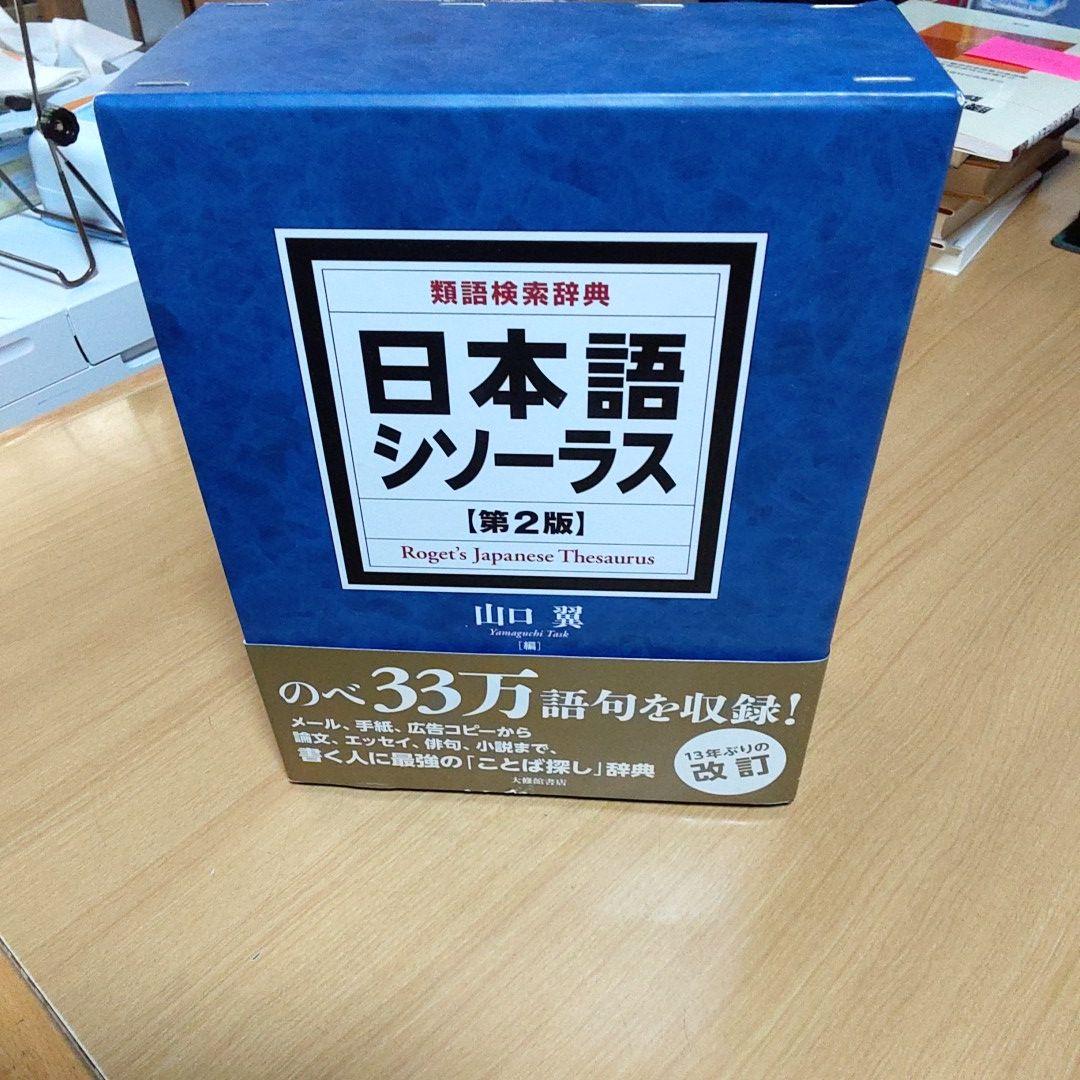 類語検索辞典
日本語
シソーラス
【第2版】
Roget's Japanese Thesaurus
山口 翼
Yamaguchi Task
[編]
のべ33万語句を収録!
メール、手紙、広告コピーから
論文、エッセイ、俳句、小説まで、
書く人に最強の「ことば探し」辞典
大修館書店
13年ぶりの
改訂